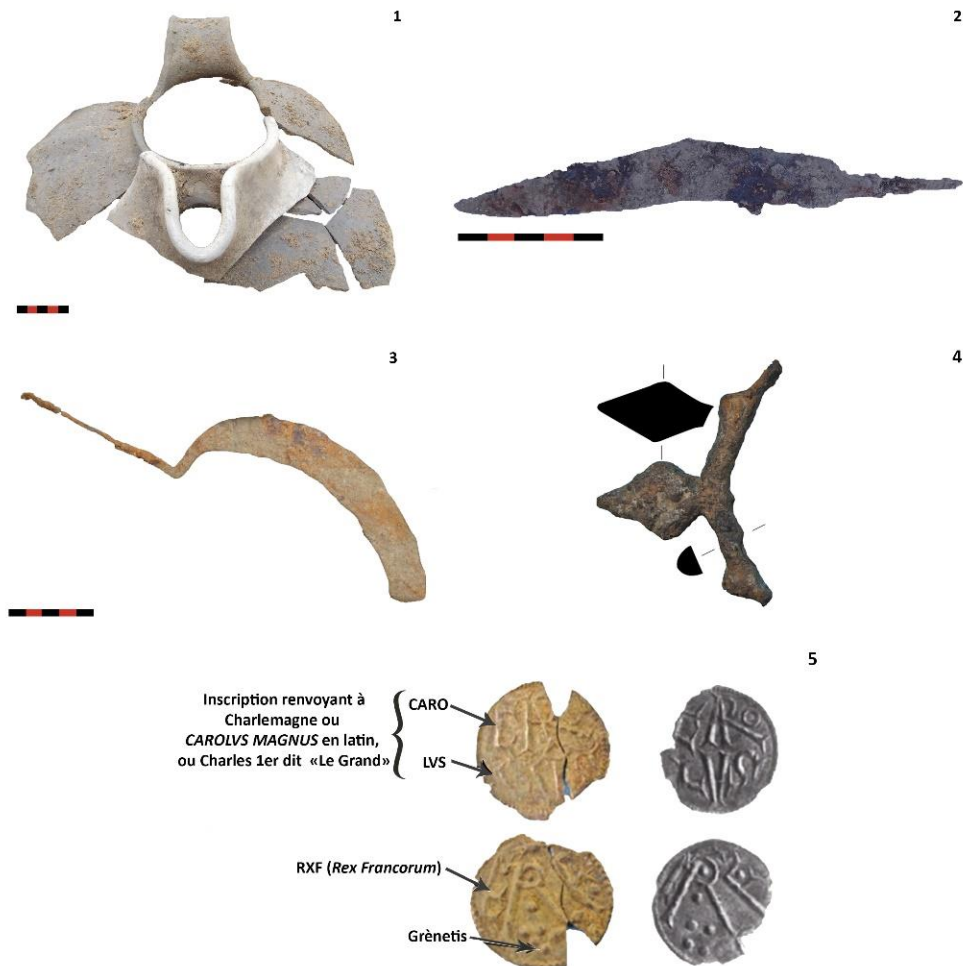 1
2
3
4
5
Inscription renvoyant à
Charlemagne ou
CAROLVS MAGNUS en latin,
ou Charles 1er dit «Le Grand»
CARO
LVS
RXF (Rex Francorum)
Grènetis